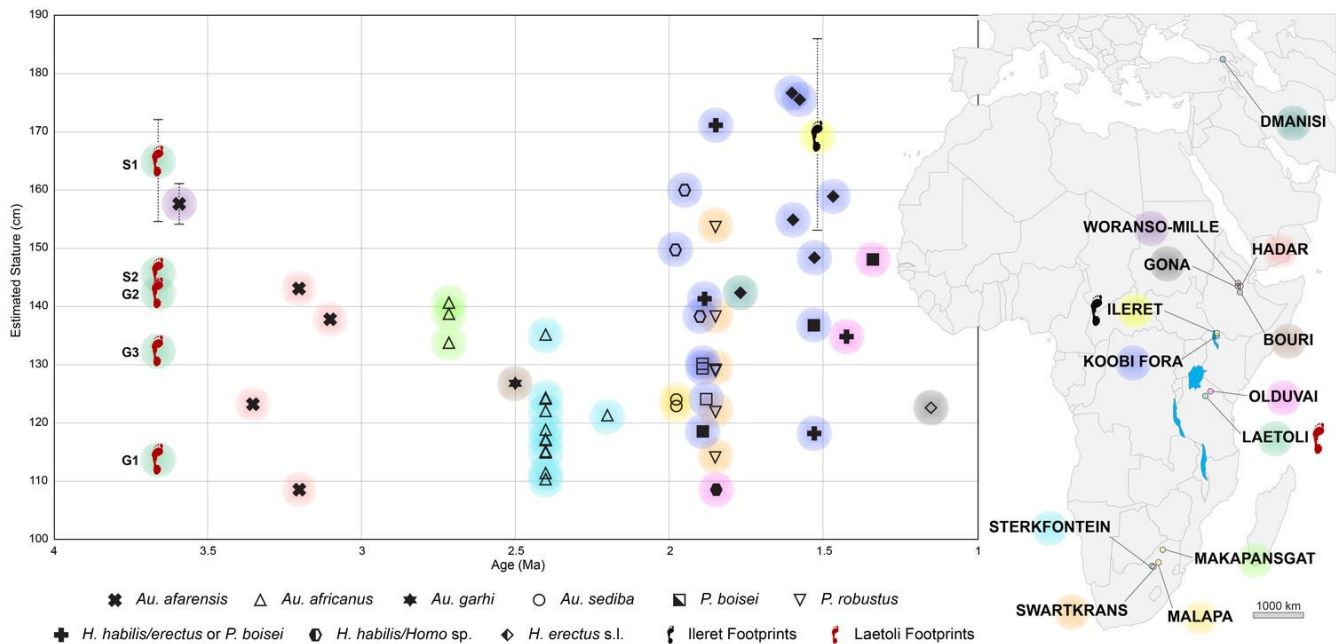 190
180
170
160
150
140
130
120
110
100
Estimated Stature (cm)
S1
S2
G2
G3
G1
4
3.5
3
2.5
2
1.5
1
Age (Ma)
Au. afarensis
Au. africanus
Au. garhi
Au. sediba
P. boisei
P. robustus
H. habilis/erectus or P. boisei
H. habilis/Homo sp.
H. erectus s.l.
Ileret Footprints
Laetoli Footprints
DMANISI
WORANSO-MILLE
HADAR
GONA
ILERET
BOURI
KOOBI FORA
OLDUVAI
LAETOLI
STERKFONTEIN
MAKAPANSGAT
SWARTKRANS
MALAPA
1000 km